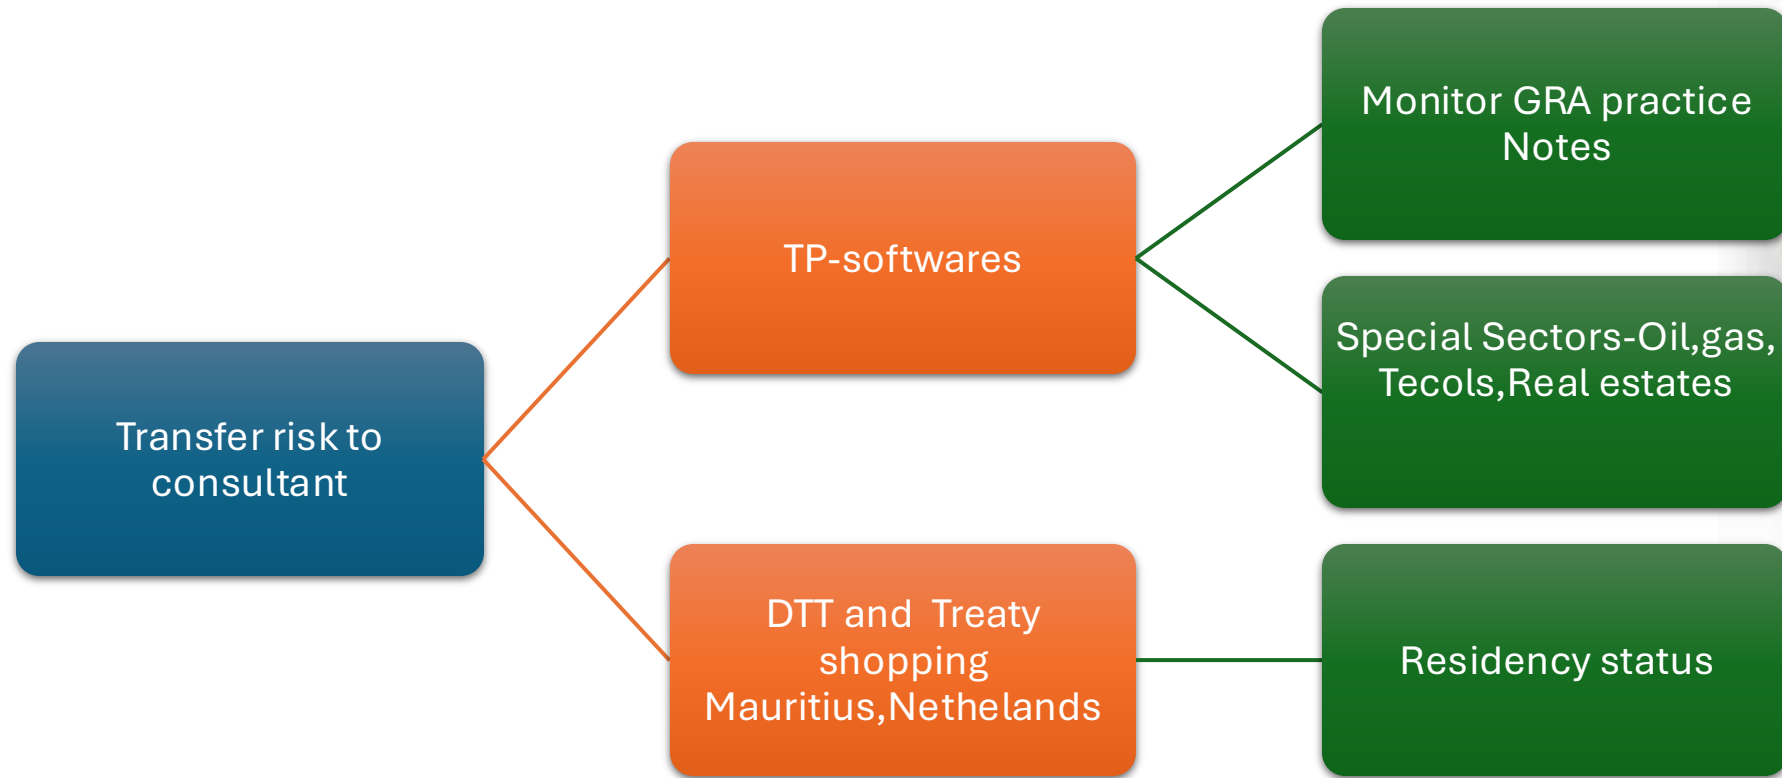 Transfer risk to
consultant
TP-softwares
DTT and Treaty
shopping
Mauritius,Nethelands
Monitor GRA practice
Notes
Special Sectors-Oil,gas,
Tecols,Real estates
Residency status